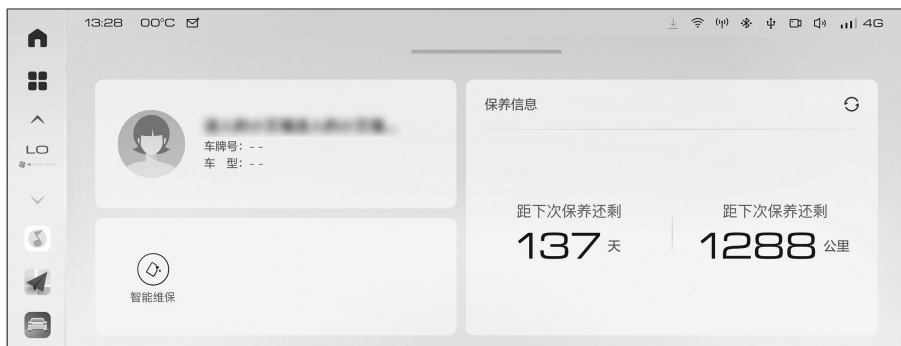 13:28 00°C
4G
LO
保养信息
车牌号：- -
车 型：- -
距下次保养还剩
137 天
距下次保养还剩
1288 公里
智能维保